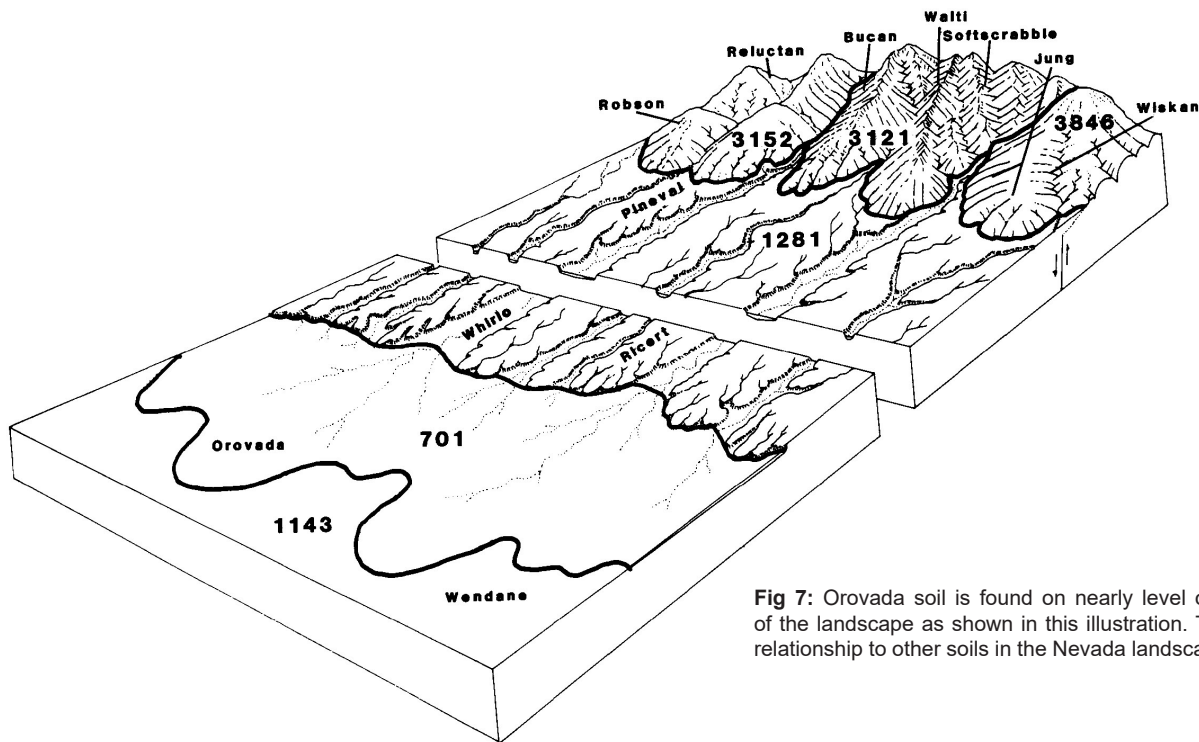 Walti
Bucan
Softscrabble
Reluctan
Jung
Robson
Wiskan
3846
3152
3121
Pineval
1281
Whirlo
Ricert
701
Orovada
1143
Wendane
Fig 7: Orovada soil is found on nearly level
of the landscape as shown in this illustration.
relationship to other soils in the Nevada